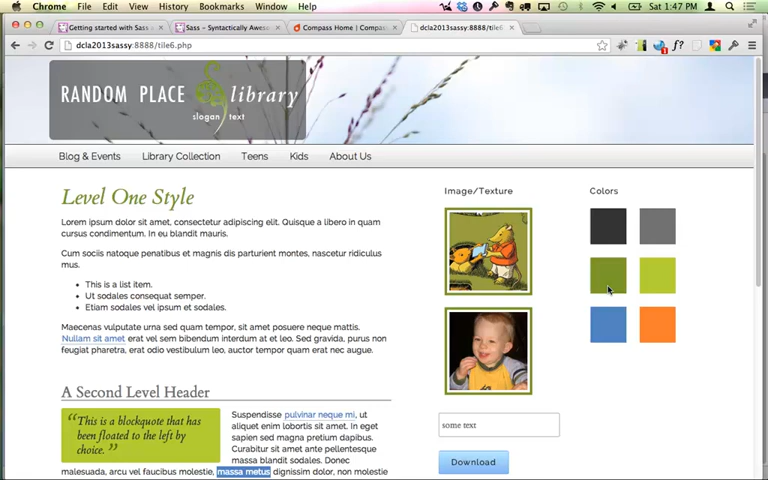 Chrome File Edit View History Bookmarks Window Help
Sat 1:47 PM
Getting started with Sass
Sass - Syntactically Awes
Compass Home | Compas
dcla2013sassy:8888/tile6.p
dcla2013sassy:8888/tile6.php
RANDOM PLACE library
slogan text
Blog & Events Library Collection Teens Kids About Us
Level One Style
Lorem ipsum dolor sit amet, consectetur adipiscing elit. Quisque a libero in quam
cursus condimentum. In eu blandit mauris.
Cum sociis natoque penatibus et magnis dis parturient montes, nascetur ridiculus
mus.
This is a list item.
Ut sodales consequat semper.
Etiam sodales vel ipsum et sodales.
Maecenas vulputate urna sed quam tempor, sit amet posuere neque mattis.
Nullam sit amet erat vel sem bibendum interdum at et leo. Sed gravida, purus non
feugiat pharetra, erat odio vestibulum leo, auctor tempor quam erat nec augue.
A Second Level Header
“This is a blockquote that has
been floated to the left by
choice.”
Suspendisse pulvinar neque mi, ut
aliquet enim lobortis sit amet. In eget
sapien sed magna pretium dapibus.
Curabitur sit amet ante pellentesque
massa blandit sodales. Donec
malesuada, arcu vel faucibus molestie, massa metus dignissim dolor, non molestie
Image/Texture
some text
Download
Colors